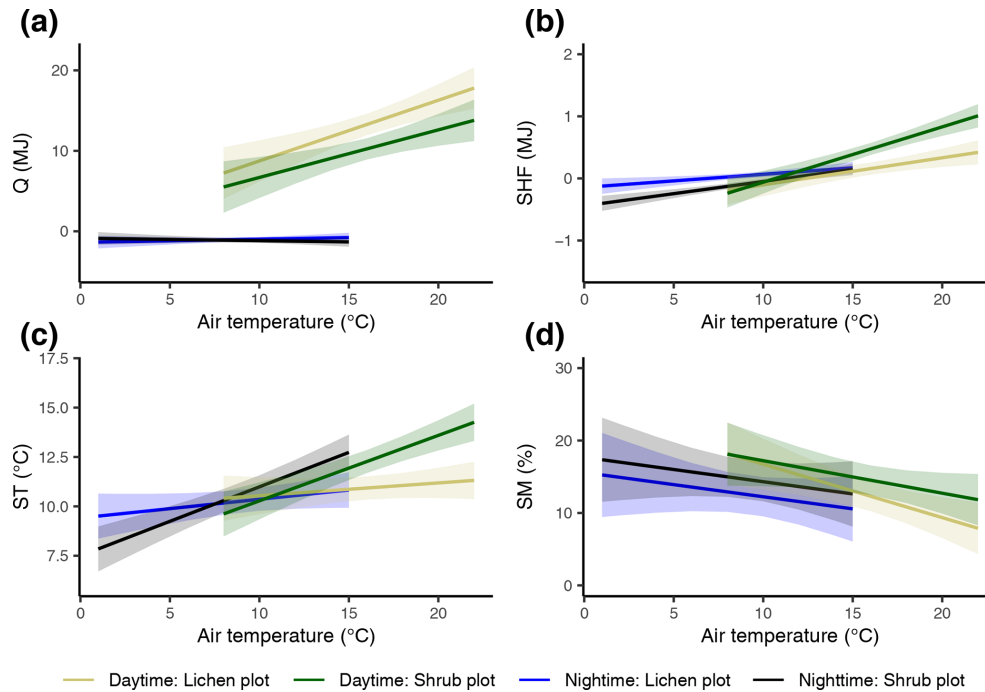 (a)
20
10
0
Q (MJ)
0 5 10 15 20
Air temperature (°C)
(b)
2
1
0
−1
SHF (MJ)
0 5 10 15 20
Air temperature (°C)
(c)
17.5
15.0
12.5
10.0
7.5
ST (°C)
0 5 10 15 20
Air temperature (°C)
(d)
30
20
10
0
SM (%)
0 5 10 15 20
Air temperature (°C)
Daytime: Lichen plot Daytime: Shrub plot Nightime: Lichen plot Nighttime: Shrub plot